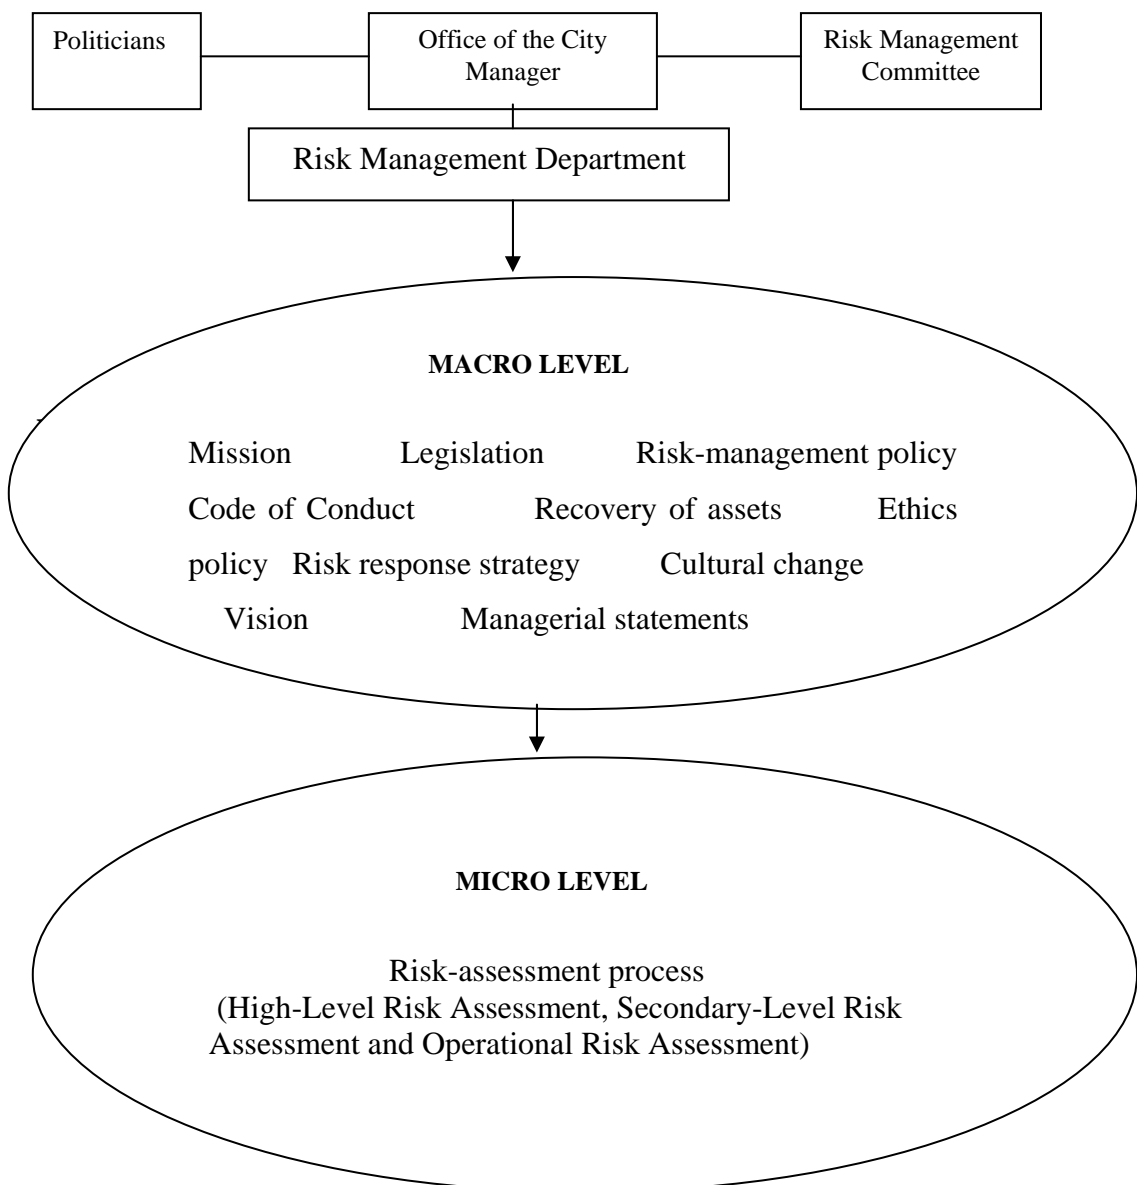 Politicians
Office of the City
Manager
Risk Management
Committee
Risk Management Department
MACRO LEVEL
Mission Legislation Risk-management policy
Code of Conduct Recovery of assets Ethics
policy Risk response strategy Cultural change
Vision Managerial statements
MICRO LEVEL
Risk-assessment process
(High-Level Risk Assessment, Secondary-Level Risk
Assessment and Operational Risk Assessment)